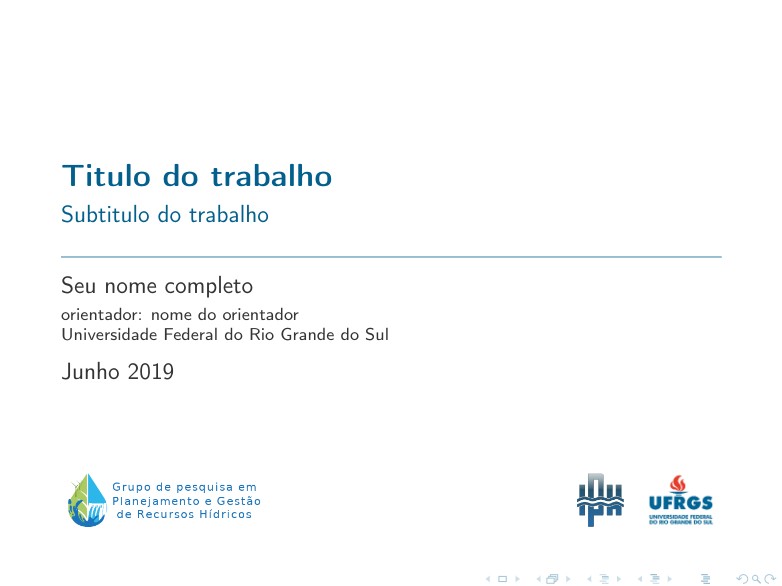 Titulo do trabalho
Subtitulo do trabalho
Seu nome completo
orientador: nome do orientador
Universidade Federal do Rio Grande do Sul
Junho 2019
Grupo de pesquisa em
Planejamento e Gestão
de Recursos Hídricos
IPH
UFRGS
UNIVERSIDADE FEDERAL
DO RIO GRANDE DO SUL